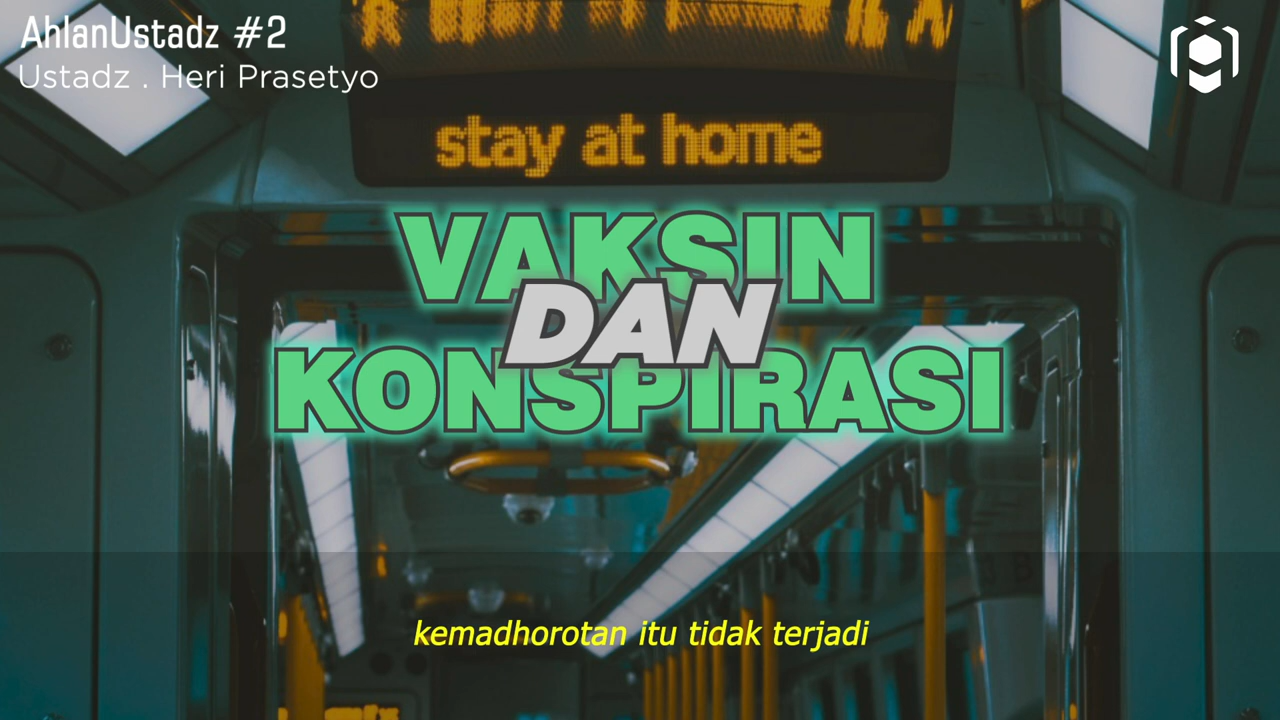 AhlanUstadz #2
Ustadz . Heri Prasetyo
stay at home
VAKSIN
DAN
KONSPIRASI
kemadhorotan itu tidak terjadi